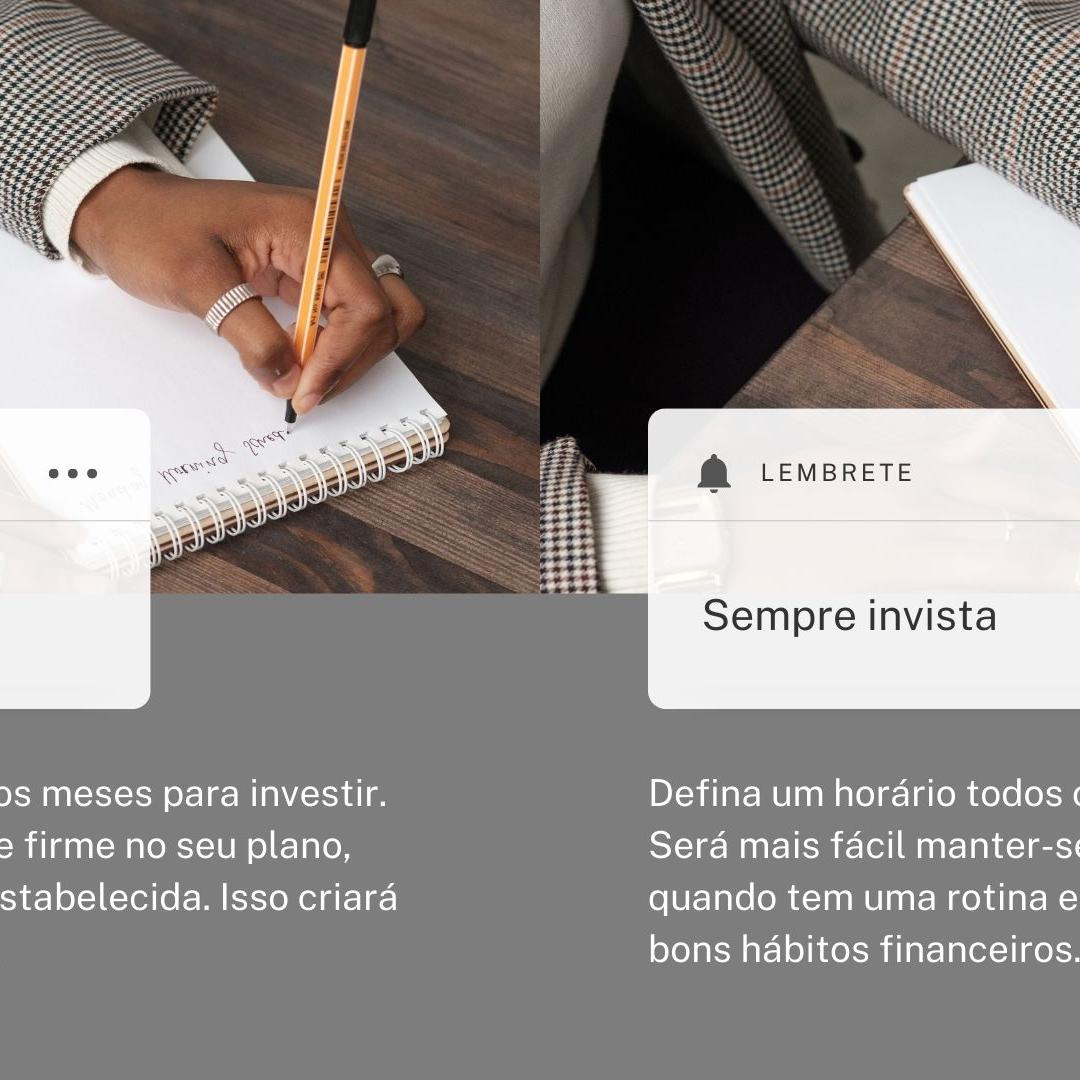 LEMBRETE
Sempre invista
os meses para investir.
e firme no seu plano,
stabelecida. Isso criará
Defina um horário todos
Será mais fácil manter-se
quando tem uma rotina e
bons hábitos financeiros.